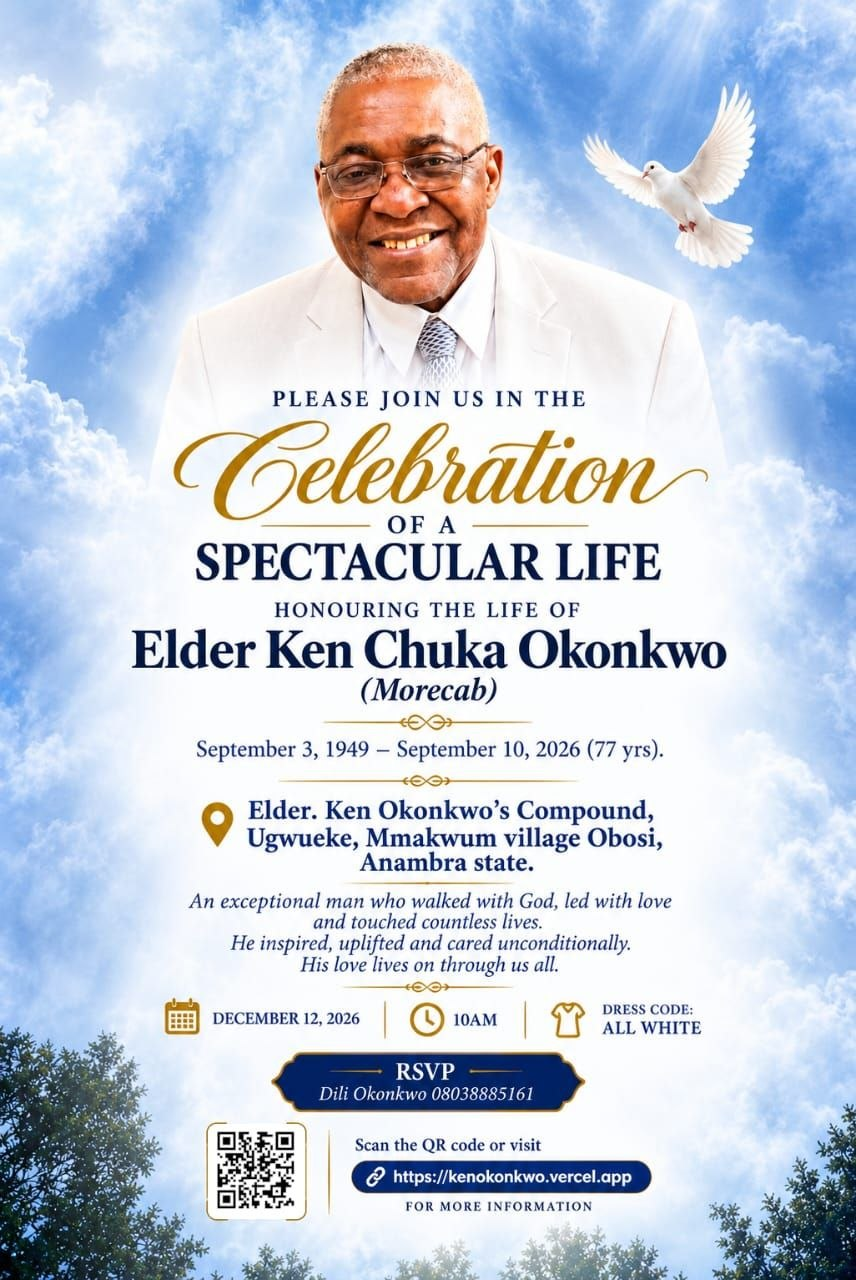 PLEASE JOIN US IN THE
Celebration
OF A
SPECTACULAR LIFE
HONOURING THE LIFE OF
Elder Ken Chuka Okonkwo
(Morecab)
September 3, 1949 – September 10, 2026 (77 yrs).
Elder. Ken Okonkwo's Compound,
Ugwueke, Mmakwum village Obosi,
Anambra state.
An exceptional man who walked with God, led with love
and touched countless lives.
He inspired, uplifted and cared unconditionally.
His love lives on through us all.
DECEMBER 12, 2026
10AM
DRESS CODE:
ALL WHITE
RSVP
Dili Okonkwo 08038885161
Scan the QR code or visit
https://kenokonkwo.vercel.app
FOR MORE INFORMATION